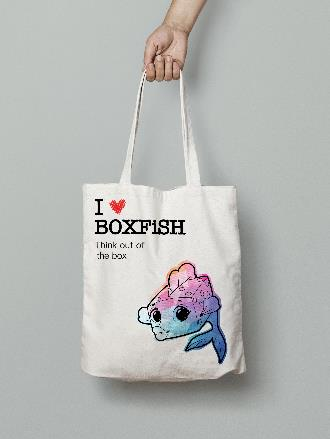 I ❤
BOXFiSH
Think out of
the box